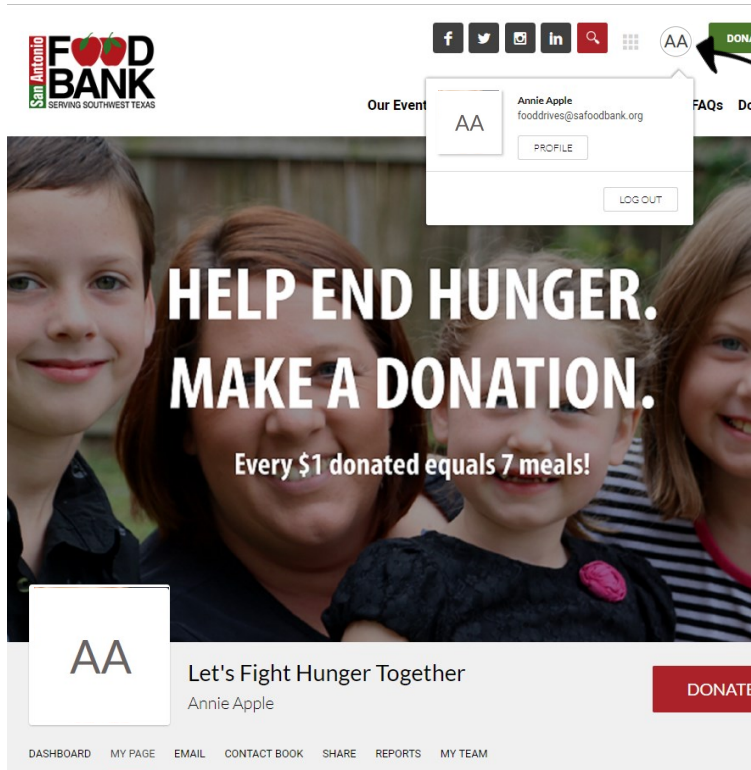 San Antonio
FOOD
BANK
SERVING SOUTHWEST TEXAS
f
in
AA
DONA
Our Event
FAQs Do
AA
Annie Apple
fooddrives@safoodbank.org
PROFILE
LOG OUT
HELP END HUNGER.
MAKE A DONATION.
Every $1 donated equals 7 meals!
AA
Let's Fight Hunger Together
Annie Apple
DONATE
DASHBOARD MY PAGE EMAIL CONTACT BOOK SHARE REPORTS MY TEAM